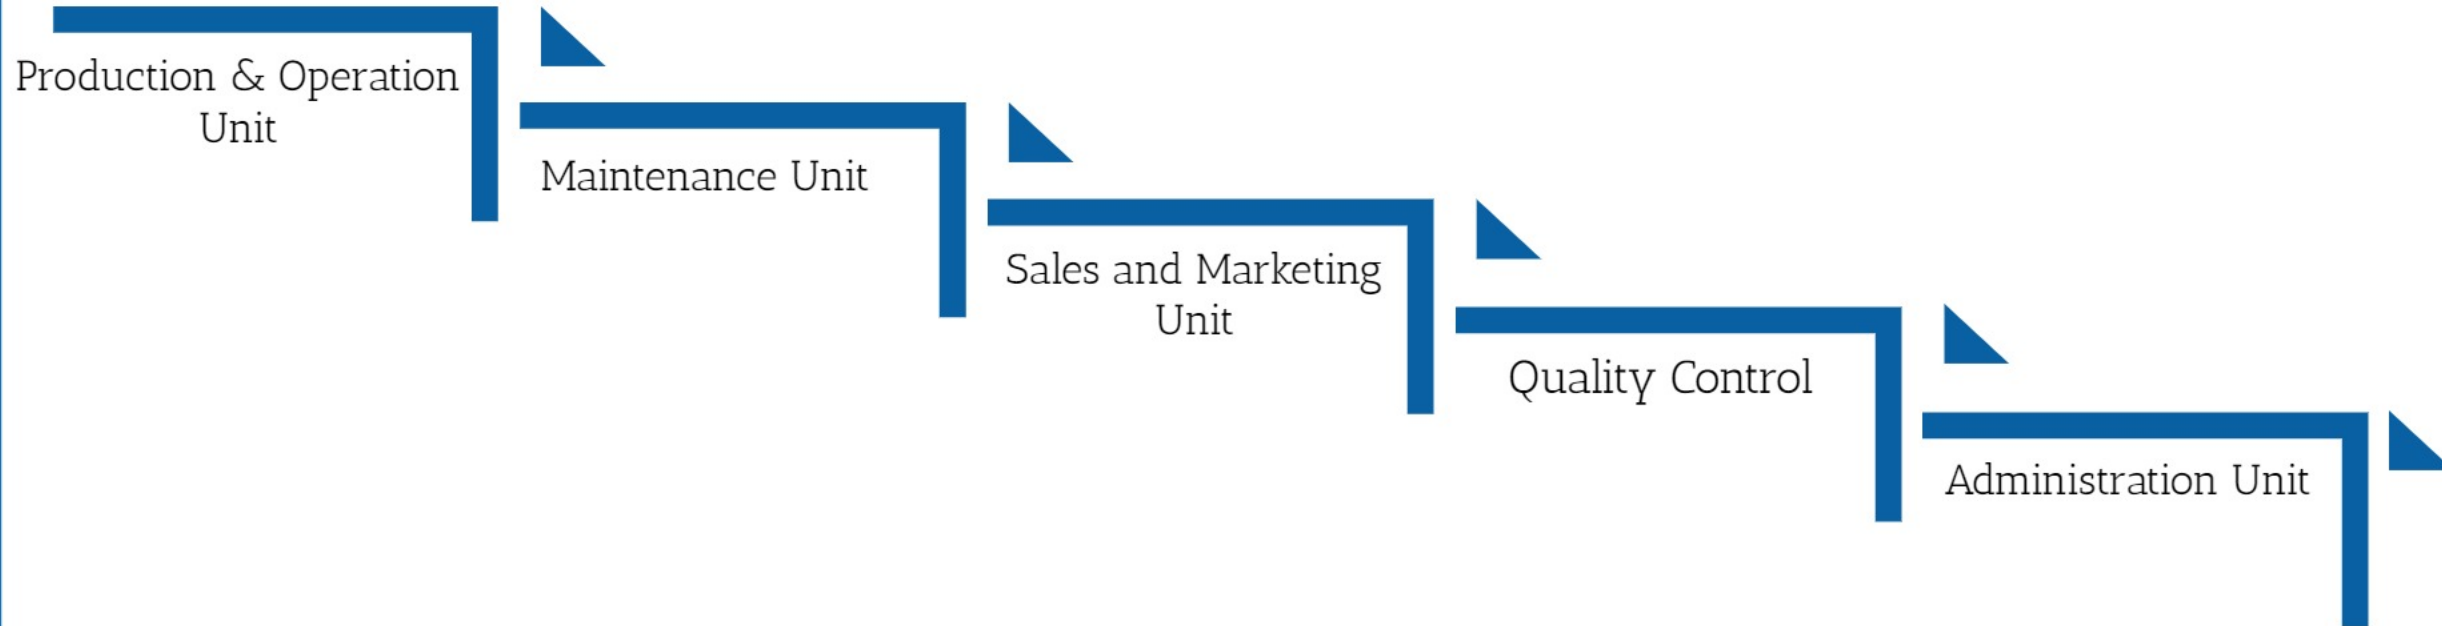 Production & Operation
Unit
Maintenance Unit
Sales and Marketing
Unit
Quality Control
Administration Unit